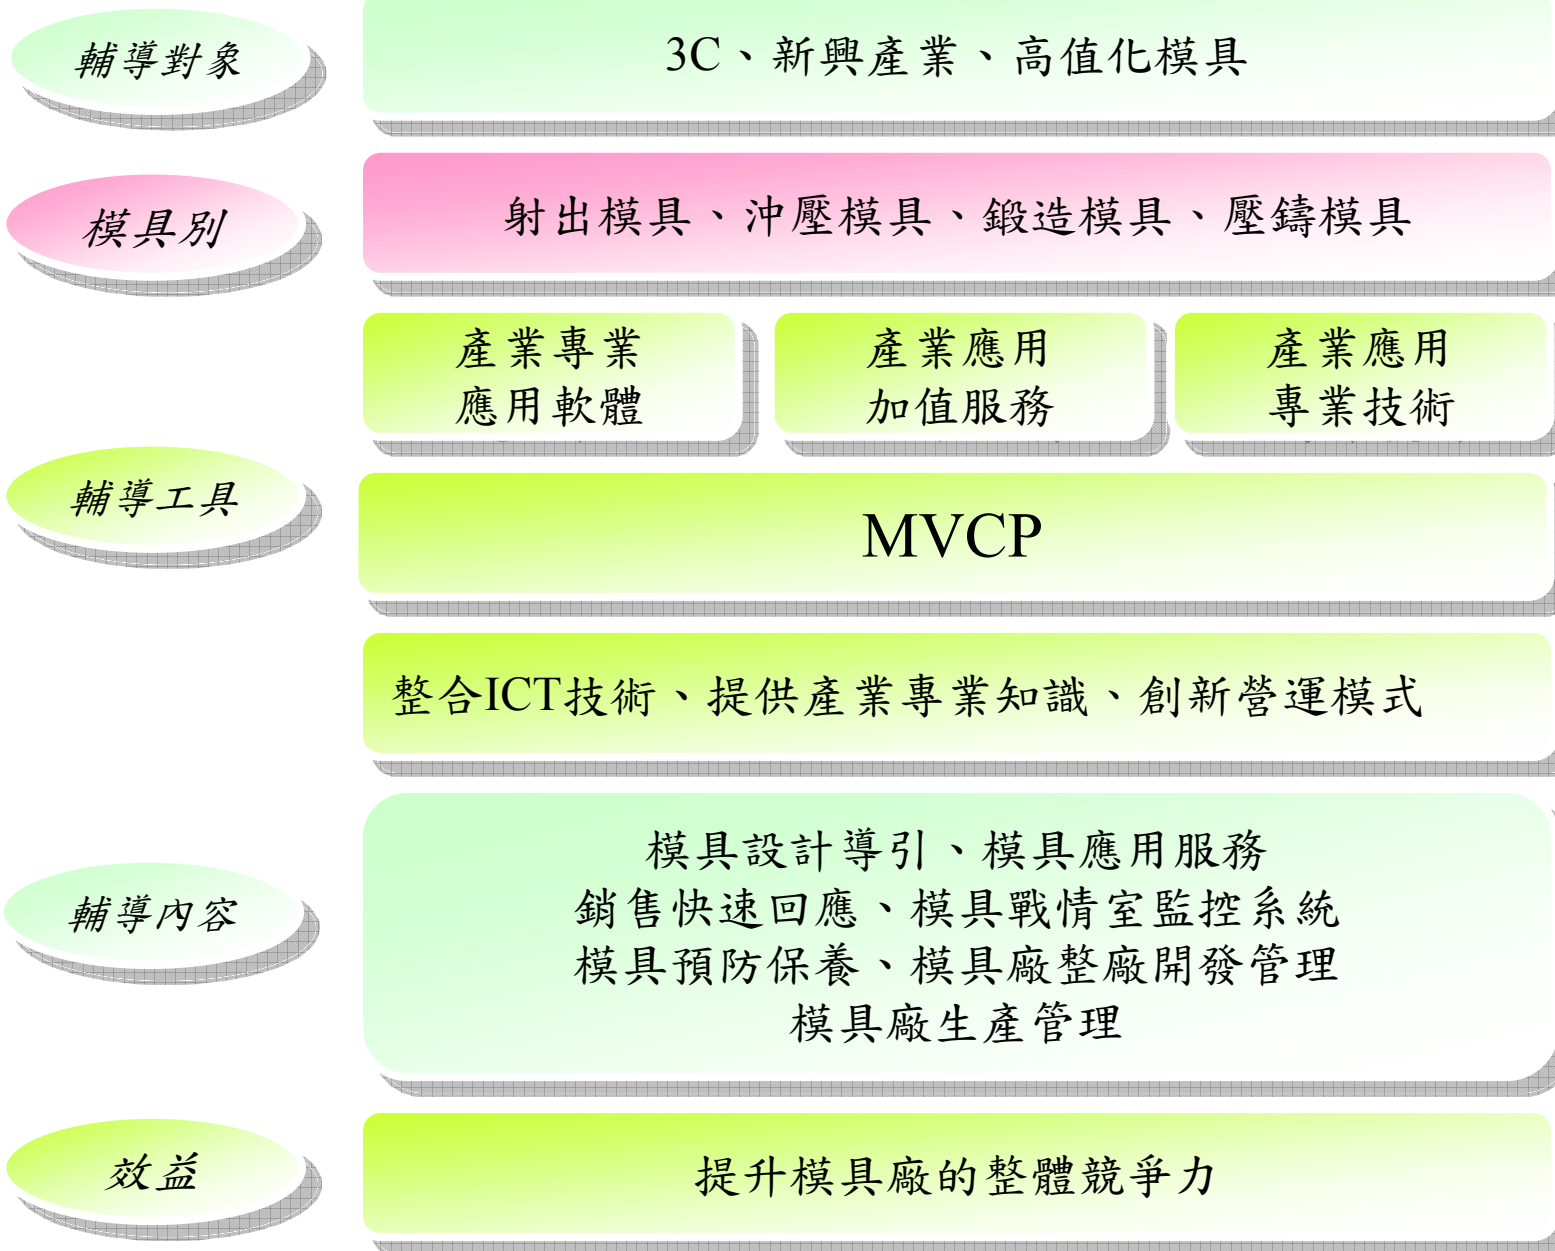 輔導對象
3C、新興產業、高值化模具
模具別
射出模具、沖壓模具、鍛造模具、壓鑄模具
產業專業
應用軟體
產業應用
加值服務
產業應用
專業技術
輔導工具
MVCP
整合ICT技術、提供產業專業知識、創新營運模式
輔導內容
模具設計導引、模具應用服務
銷售快速回應、模具戰情室監控系統
模具預防保養、模具廠整廠開發管理
模具廠生產管理
效益
提升模具廠的整體競爭力